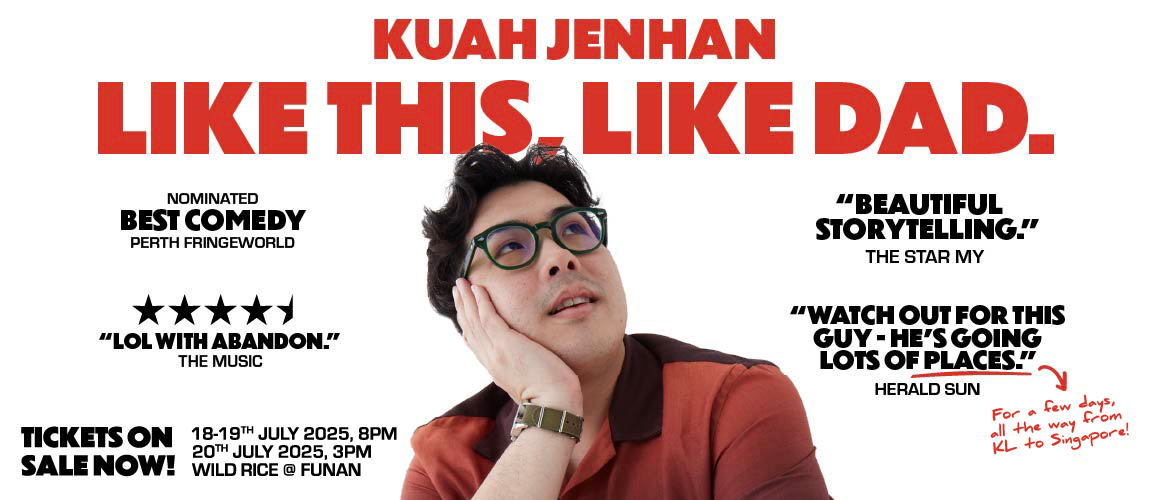 KUAH JENHAN
LIKE THIS, LIKE DAD.
NOMINATED
BEST COMEDY
PERTH FRINGEWORLD
★★★★⯨
“LOL WITH ABANDON.”
THE MUSIC
“BEAUTIFUL
STORYTELLING.”
THE STAR MY
“WATCH OUT FOR THIS
GUY - HE’S GOING
LOTS OF PLACES.”
HERALD SUN
For a few days,
all the way from
KL to Singapore!
TICKETS ON
SALE NOW!
18-19TH JULY 2025, 8PM
20TH JULY 2025, 3PM
WILD RICE @ FUNAN